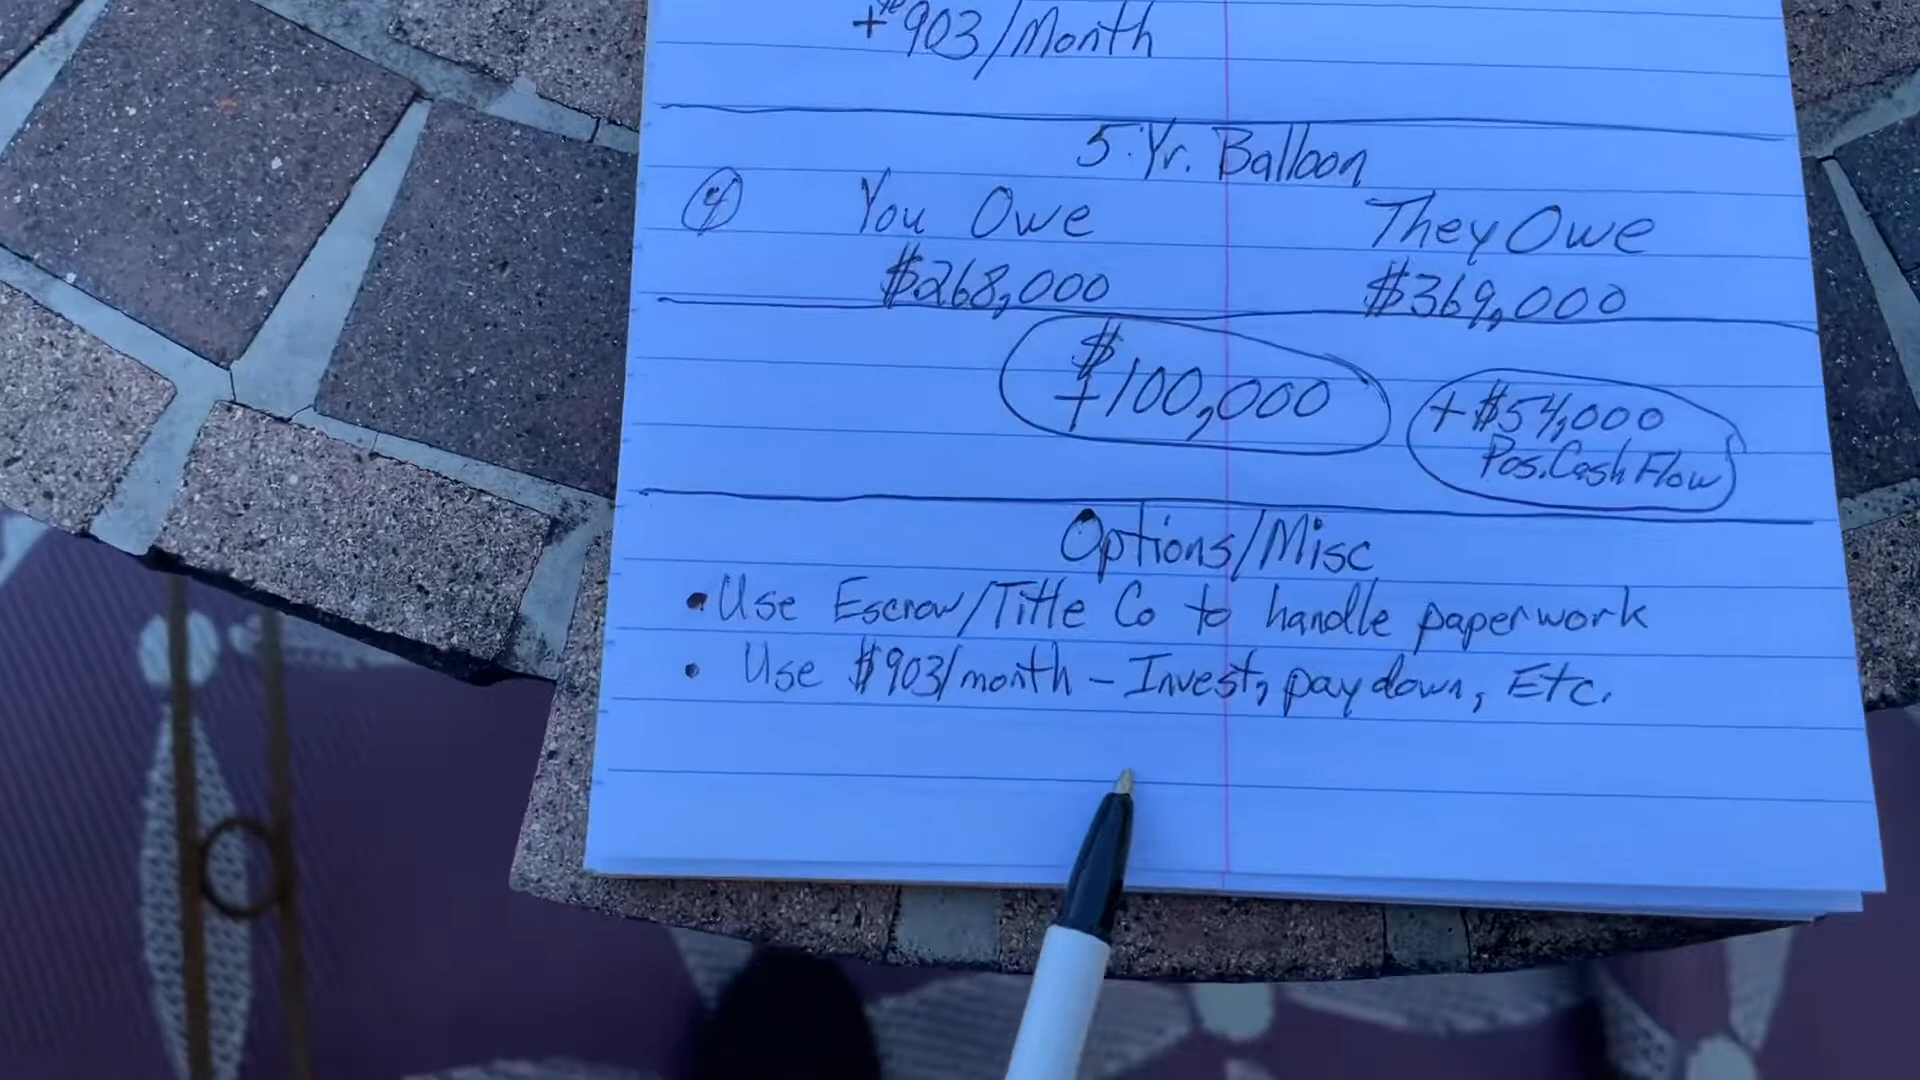 +$903/Month
5 Yr. Balloon
④ You Owe They Owe
$268,000 $369,000
$+100,000
+$54,000
Pos. Cash Flow
Options/Misc
• Use Escrow/Title Co to handle paperwork
• Use $903/month – Invest, pay down, Etc.